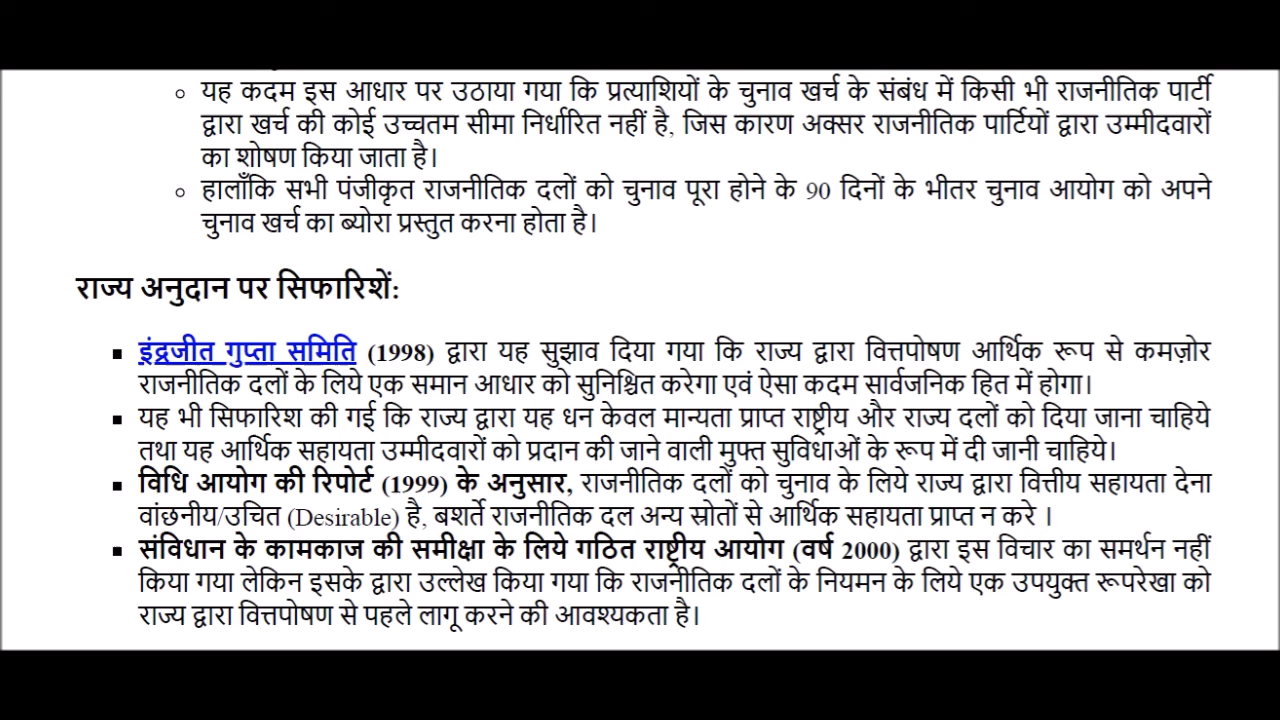 यह कदम इस आधार पर उठाया गया कि प्रत्याशियों के चुनाव खर्च के संबंध में किसी भी राजनीतिक पार्टी
द्वारा खर्च की कोई उच्चतम सीमा निर्धारित नहीं है, जिस कारण अक्सर राजनीतिक पार्टियों द्वारा उम्मीदवारों
का शोषण किया जाता है।
हालाँकि सभी पंजीकृत राजनीतिक दलों को चुनाव पूरा होने के 90 दिनों के भीतर चुनाव आयोग को अपने
चुनाव खर्च का ब्योरा प्रस्तुत करना होता है।
राज्य अनुदान पर सिफारिशें:
इंद्रजीत गुप्ता समिति (1998) द्वारा यह सुझाव दिया गया कि राज्य द्वारा वित्तपोषण आर्थिक रूप से कमज़ोर
राजनीतिक दलों के लिये एक समान आधार को सुनिश्चित करेगा एवं ऐसा कदम सार्वजनिक हित में होगा।
यह भी सिफारिश की गई कि राज्य द्वारा यह धन केवल मान्यता प्राप्त राष्ट्रीय और राज्य दलों को दिया जाना चाहिये
तथा यह आर्थिक सहायता उम्मीदवारों को प्रदान की जाने वाली मुफ्त सुविधाओं के रूप में दी जानी चाहिये।
विधि आयोग की रिपोर्ट (1999) के अनुसार, राजनीतिक दलों को चुनाव के लिये राज्य द्वारा वित्तीय सहायता देना
वांछनीय/उचित (Desirable) है, बशर्ते राजनीतिक दल अन्य स्रोतों से आर्थिक सहायता प्राप्त न करे ।
संविधान के कामकाज की समीक्षा के लिये गठित राष्ट्रीय आयोग (वर्ष 2000) द्वारा इस विचार का समर्थन नहीं
किया गया लेकिन इसके द्वारा उल्लेख किया गया कि राजनीतिक दलों के नियमन के लिये एक उपयुक्त रूपरेखा को
राज्य द्वारा वित्तपोषण से पहले लागू करने की आवश्यकता है।